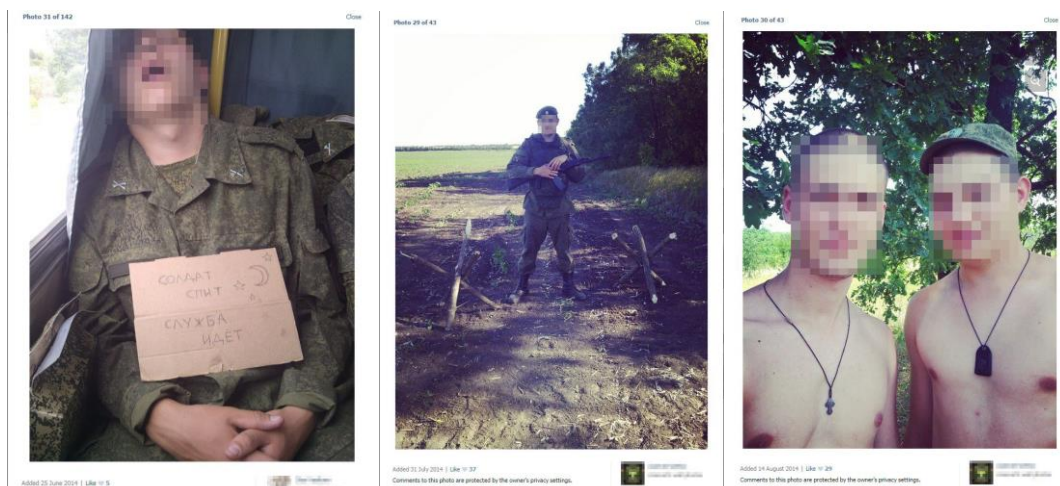 Photo 31 of 142
Close
СОЛДАТ
СПИТ
СЛУЖБА
ИДЁТ
Added 25 June 2014 | Like 5
Photo 29 of 43
Close
Added 31 July 2014 | Like 37
Comments to this photo are protected by the owner's privacy settings.
Photo 30 of 43
Close
Added 14 August 2014 | Like 29
Comments to this photo are protected by the owner's privacy settings.